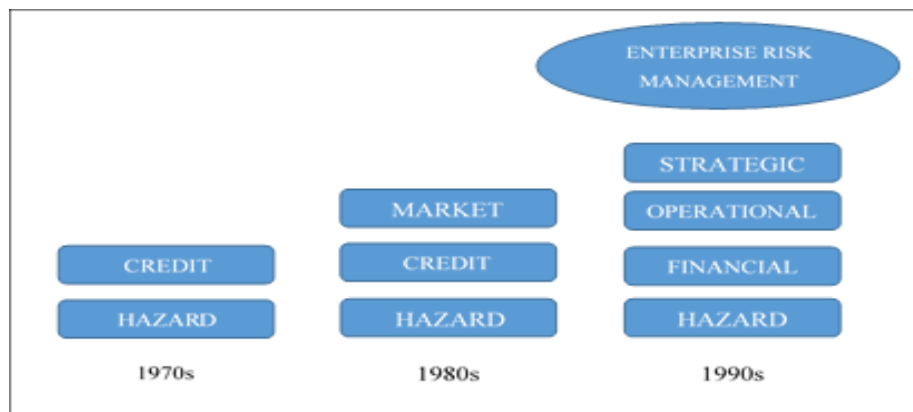 ENTERPRISE RISK
MANAGEMENT
STRATEGIC
MARKET
OPERATIONAL
CREDIT
CREDIT
FINANCIAL
HAZARD
HAZARD
HAZARD
1970s
1980s
1990s